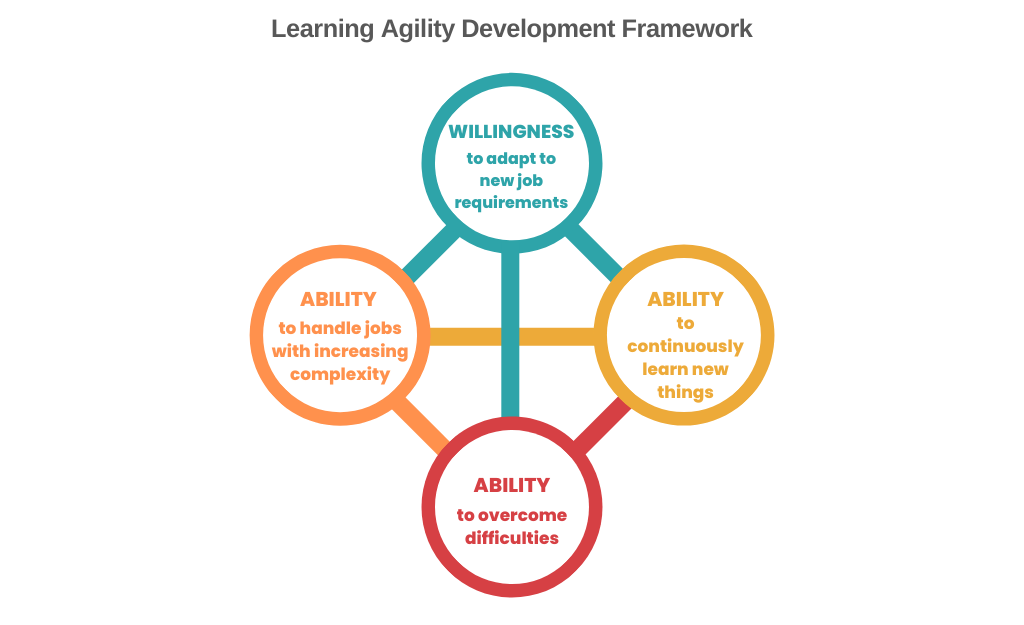 Learning Agility Development Framework
WILLINGNESS
to adapt to
new job
requirements
ABILITY
to handle jobs
with increasing
complexity
ABILITY
to
continuously
learn new
things
ABILITY
to overcome
difficulties